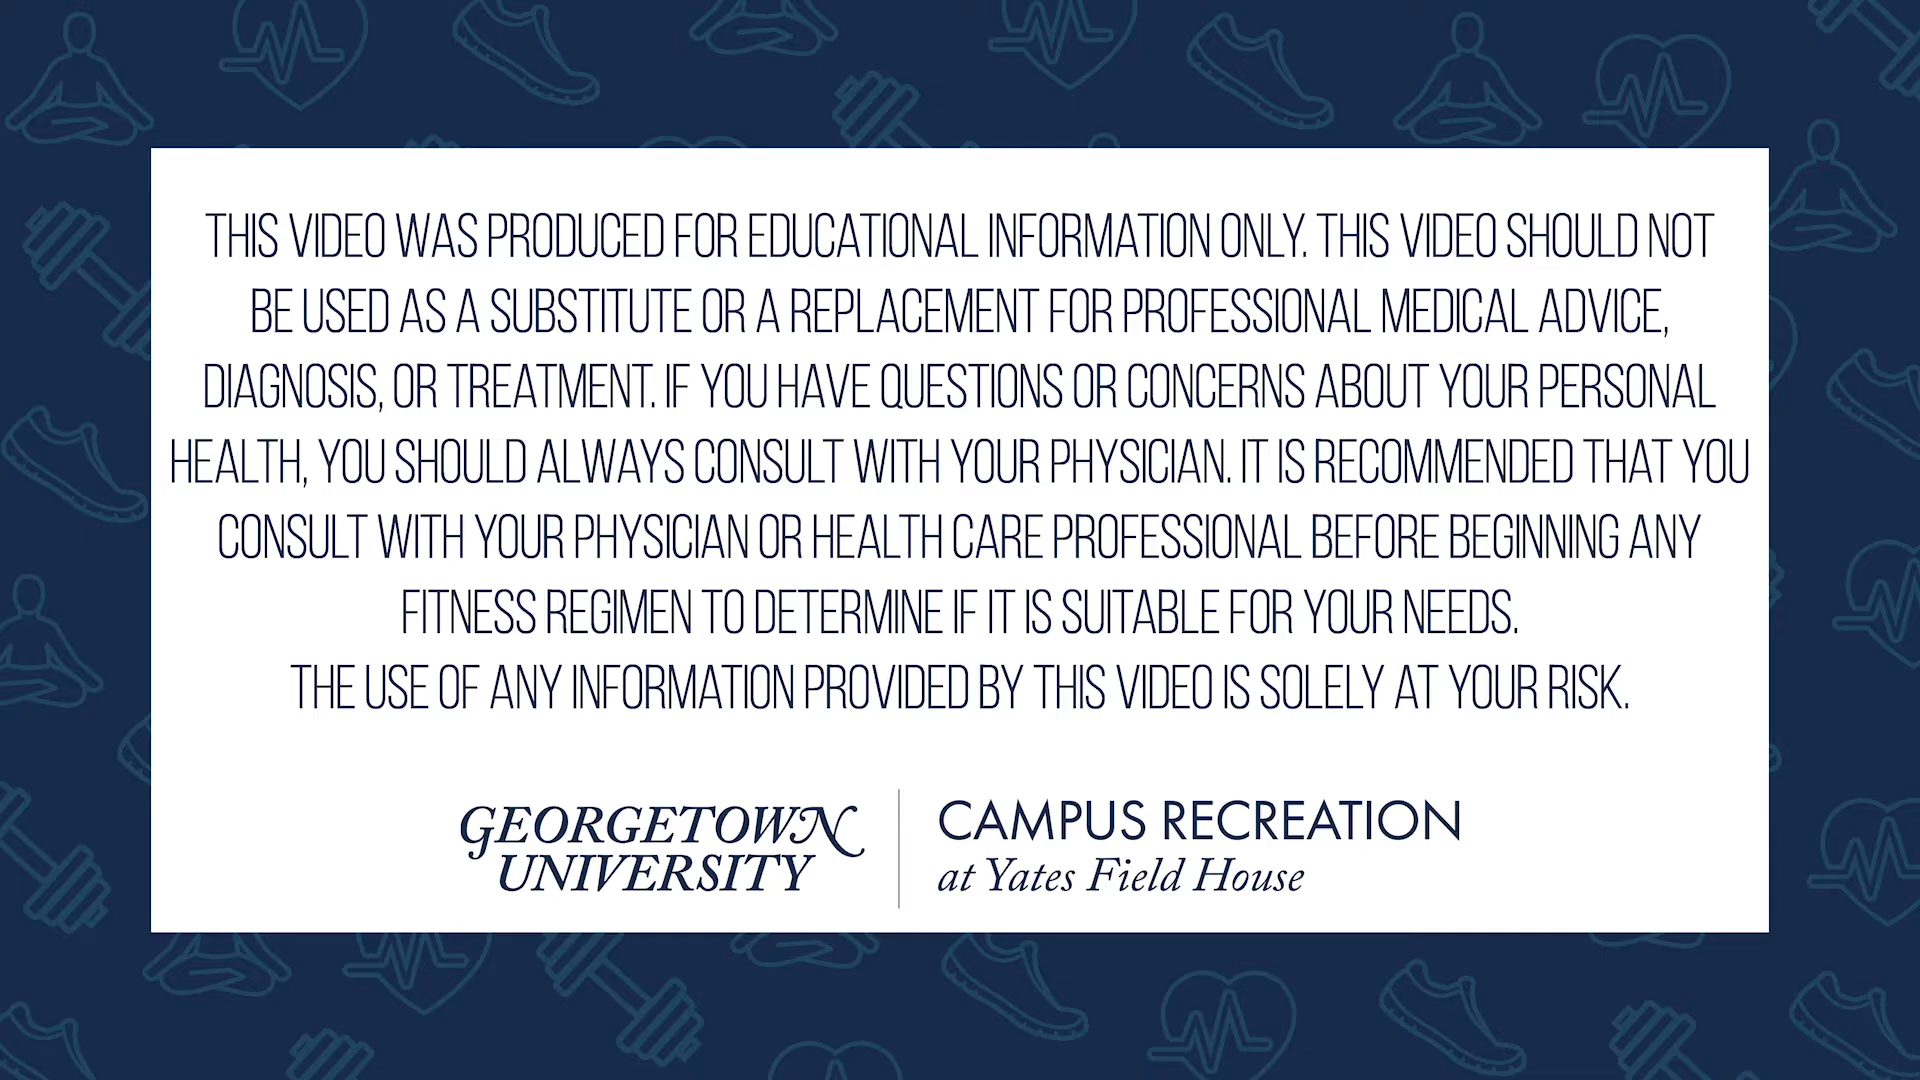 THIS VIDEO WAS PRODUCED FOR EDUCATIONAL INFORMATION ONLY. THIS VIDEO SHOULD NOT
BE USED AS A SUBSTITUTE OR A REPLACEMENT FOR PROFESSIONAL MEDICAL ADVICE,
DIAGNOSIS, OR TREATMENT. IF YOU HAVE QUESTIONS OR CONCERNS ABOUT YOUR PERSONAL
HEALTH, YOU SHOULD ALWAYS CONSULT WITH YOUR PHYSICIAN. IT IS RECOMMENDED THAT YOU
CONSULT WITH YOUR PHYSICIAN OR HEALTH CARE PROFESSIONAL BEFORE BEGINNING ANY
FITNESS REGIMEN TO DETERMINE IF IT IS SUITABLE FOR YOUR NEEDS.
THE USE OF ANY INFORMATION PROVIDED BY THIS VIDEO IS SOLELY AT YOUR RISK.
GEORGETOWN
UNIVERSITY
CAMPUS RECREATION
at Yates Field House